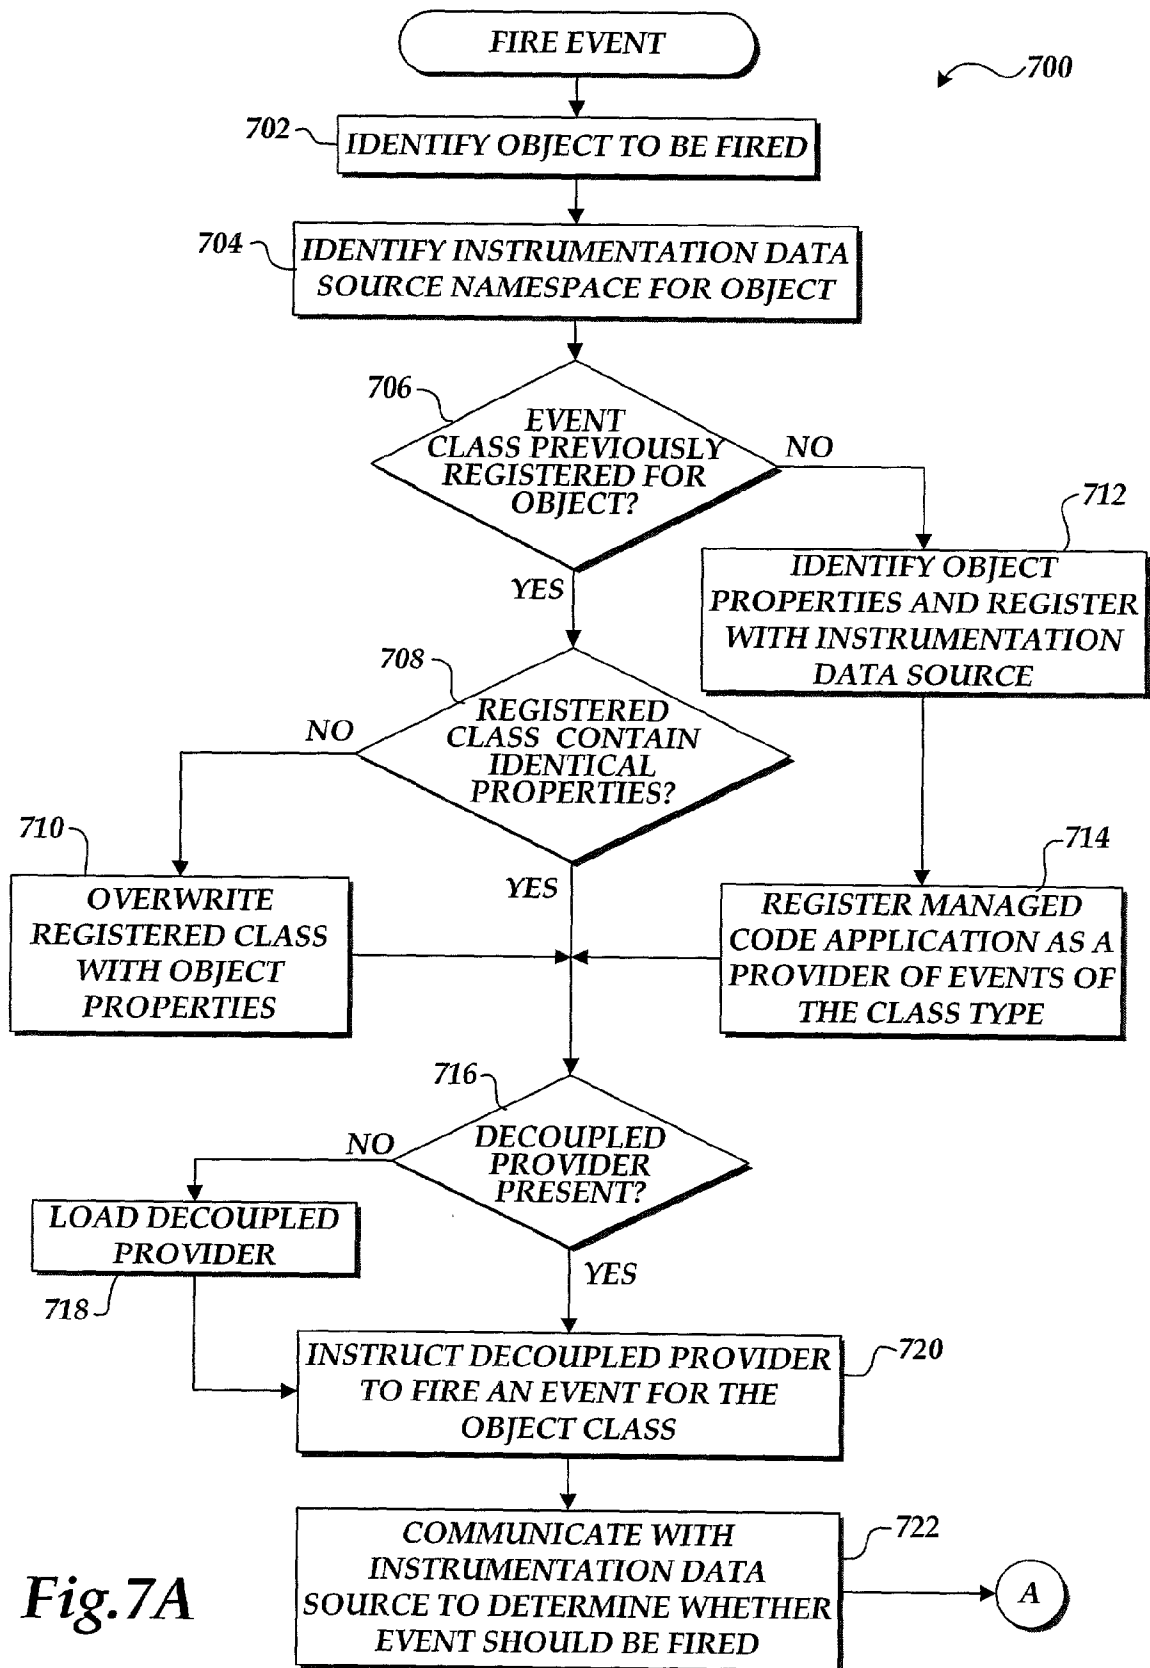 FIRE EVENT
700
702
IDENTIFY OBJECT TO BE FIRED
704
IDENTIFY INSTRUMENTATION DATA
SOURCE NAMESPACE FOR OBJECT
706
EVENT
CLASS PREVIOUSLY
REGISTERED FOR
OBJECT?
NO
YES
712
IDENTIFY OBJECT
PROPERTIES AND REGISTER
WITH INSTRUMENTATION
DATA SOURCE
708
REGISTERED
CLASS CONTAIN
IDENTICAL
PROPERTIES?
NO
YES
710
OVERWRITE
REGISTERED CLASS
WITH OBJECT
PROPERTIES
714
REGISTER MANAGED
CODE APPLICATION AS A
PROVIDER OF EVENTS OF
THE CLASS TYPE
716
DECOUPLED
PROVIDER
PRESENT?
NO
YES
LOAD DECOUPLED
PROVIDER
718
INSTRUCT DECOUPLED PROVIDER
TO FIRE AN EVENT FOR THE
OBJECT CLASS
720
COMMUNICATE WITH
INSTRUMENTATION DATA
SOURCE TO DETERMINE WHETHER
EVENT SHOULD BE FIRED
722
A
Fig.7A